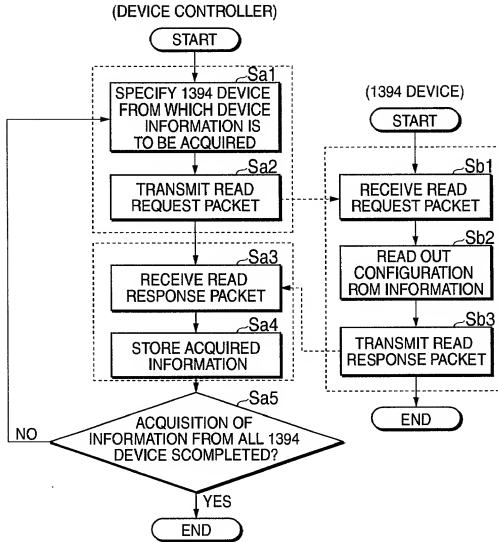 (DEVICE CONTROLLER)
START
Sa1
SPECIFY 1394 DEVICE
FROM WHICH DEVICE
INFORMATION IS
TO BE ACQUIRED
Sa2
TRANSMIT READ
REQUEST PACKET
Sa3
RECEIVE READ
RESPONSE PACKET
Sa4
STORE ACQUIRED
INFORMATION
Sa5
ACQUISITION OF
INFORMATION FROM ALL 1394
DEVICE SCOMPLETED?
NO
YES
END
(1394 DEVICE)
START
Sb1
RECEIVE READ
REQUEST PACKET
Sb2
READ OUT
CONFIGURATION
ROM INFORMATION
Sb3
TRANSMIT READ
RESPONSE PACKET
END